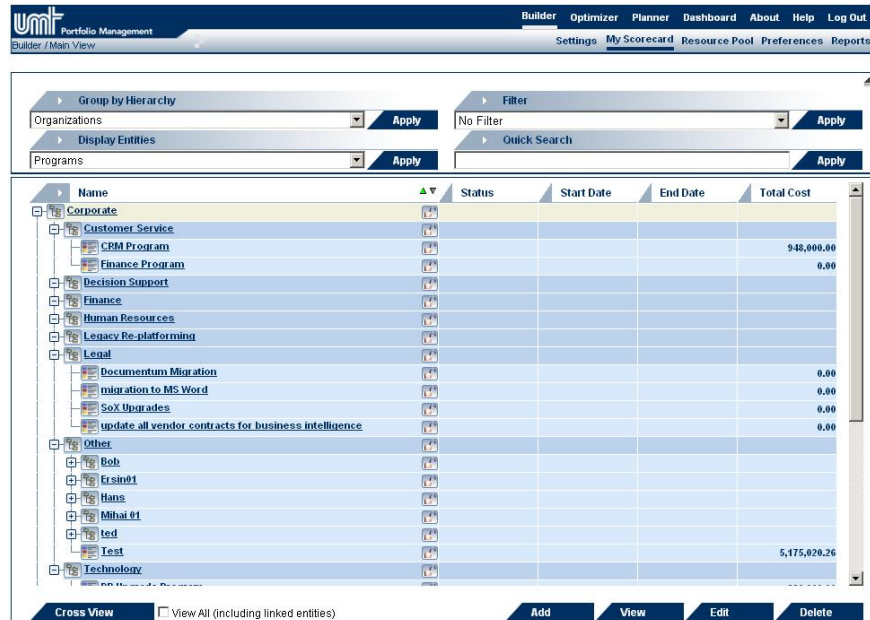 Builder Optimizer Planner Dashboard About Help Log Out
umt Portfolio Management
Builder / Main View
Settings My Scorecard Resource Pool Preferences Reports
Group by Hierarchy Filter
Organizations Apply No Filter Apply
Display Entities Quick Search
Programs Apply Apply
Name Status Start Date End Date Total Cost
Corporate
Customer Service
CRM Program 948,000.00
Finance Program 0.00
Decision Support
Finance
Human Resources
Legacy Re-platforming
Legal
Documentum Migration 0.00
migration to MS Word 0.00
SoX Upgrades 0.00
update all vendor contracts for business intelligence 0.00
Other
Bob
Ersin01
Hans
Mihai 01
ted
Test 5,175,020.26
Technology
Cross View View All (including linked entities) Add View Edit Delete